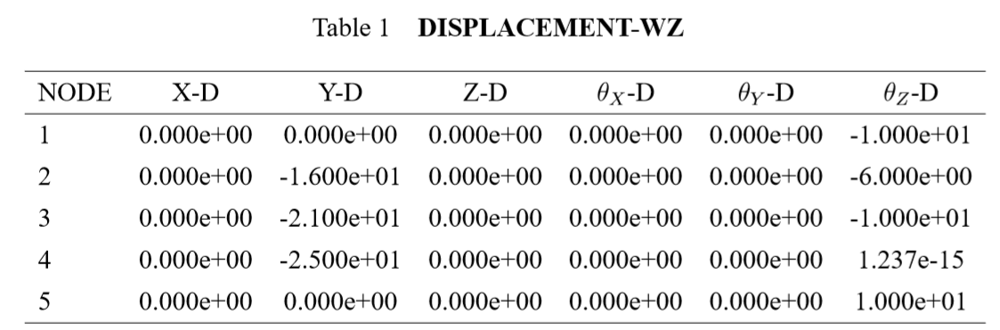 Table 1 DISPLACEMENT-WZ
NODE X-D Y-D Z-D θX-D θY-D θZ-D
1 0.000e+00 0.000e+00 0.000e+00 0.000e+00 0.000e+00 -1.000e+01
2 0.000e+00 -1.600e+01 0.000e+00 0.000e+00 0.000e+00 -6.000e+00
3 0.000e+00 -2.100e+01 0.000e+00 0.000e+00 0.000e+00 -1.000e+01
4 0.000e+00 -2.500e+01 0.000e+00 0.000e+00 0.000e+00 1.237e-15
5 0.000e+00 0.000e+00 0.000e+00 0.000e+00 0.000e+00 1.000e+01